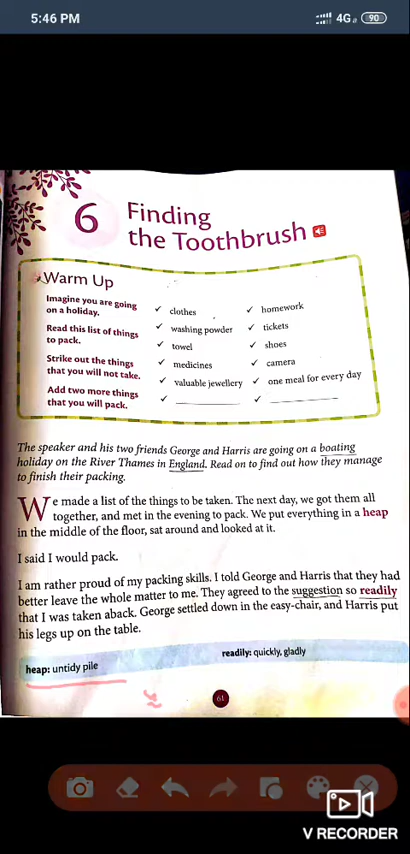 5:46 PM
4G
90
6
Finding
the Toothbrush
Warm Up
Imagine you are going
on a holiday.
Read this list of things
to pack.
Strike out the things
that you will not take.
Add two more things
that you will pack.
✓ clothes
✓ washing powder
✓ towel
✓ medicines
✓ valuable jewellery
✓ ____________
✓ homework
✓ tickets
✓ shoes
✓ camera
✓ one meal for every day
✓ ____________
The speaker and his two friends George and Harris are going on a boating
holiday on the River Thames in England. Read on to find out how they manage
to finish their packing.
We made a list of the things to be taken. The next day, we got them all
together, and met in the evening to pack. We put everything in a heap
in the middle of the floor, sat around and looked at it.
I said I would pack.
I am rather proud of my packing skills. I told George and Harris that they had
better leave the whole matter to me. They agreed to the suggestion so readily
that I was taken aback. George settled down in the easy-chair, and Harris put
his legs up on the table.
heap: untidy pile
readily: quickly, gladly
61
V RECORDER